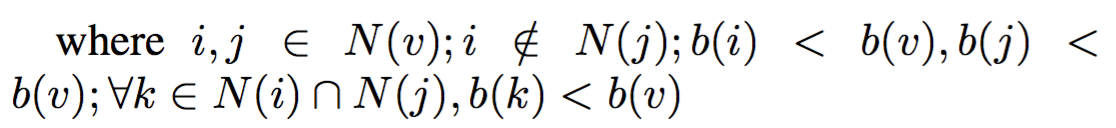 where i, j ∈ N(v); i ∉ N(j); b(i) < b(v), b(j) <
b(v); ∀k ∈ N(i) ∩ N(j), b(k) < b(v)